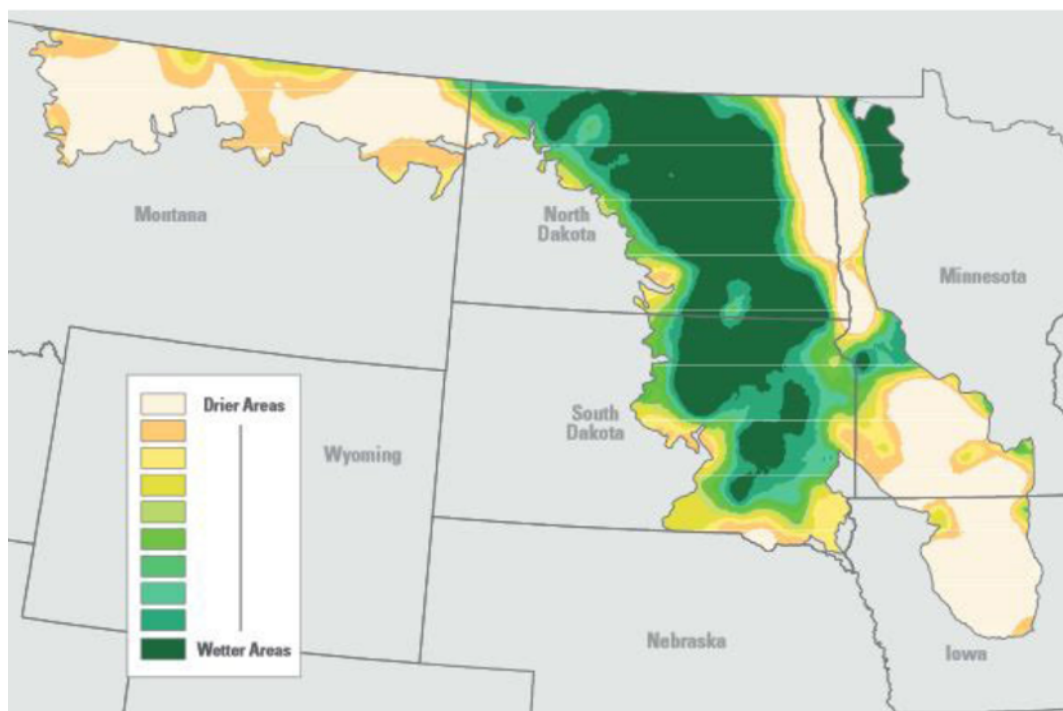 Montana
North
Dakota
Minnesota
Drier Areas
South
Dakota
Wyoming
Wetter Areas
Nebraska
Iowa